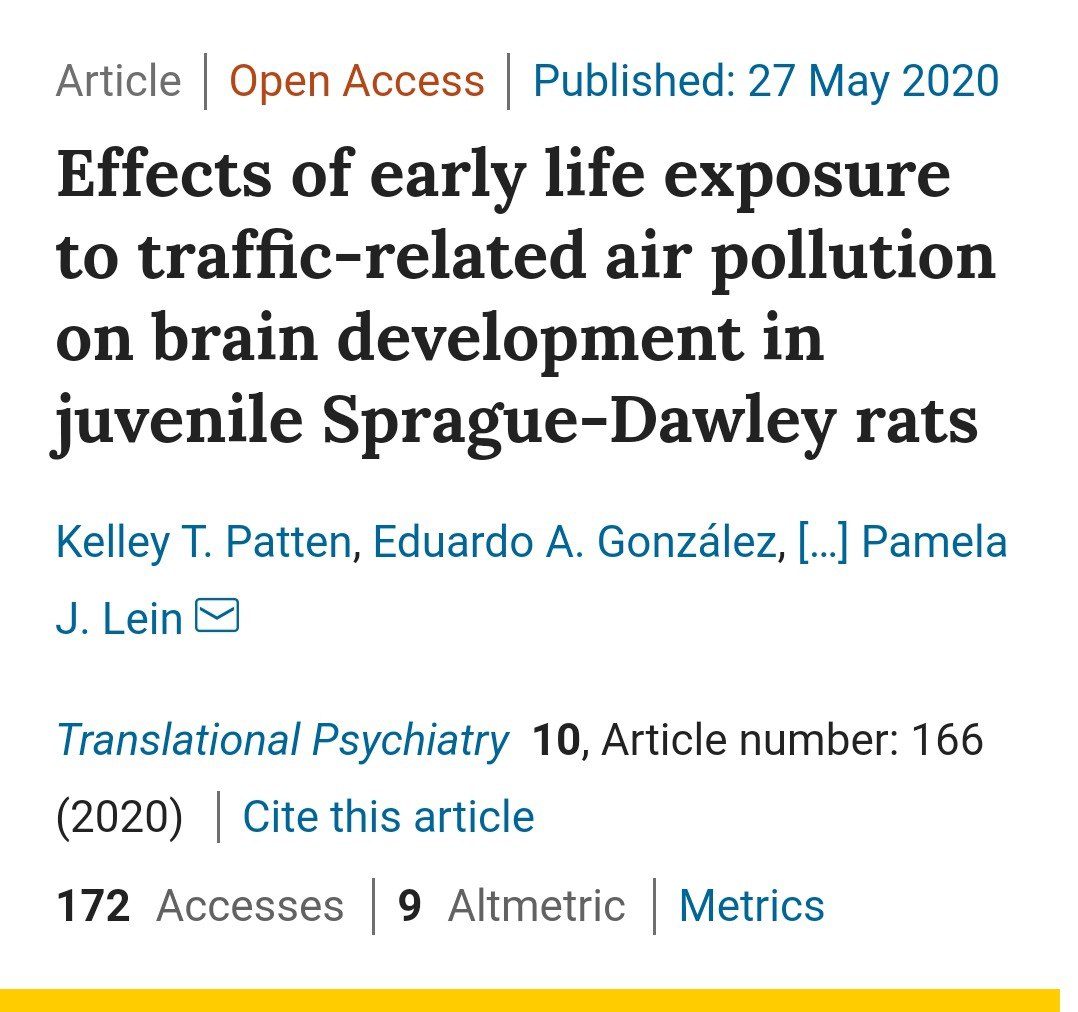 Article | Open Access | Published: 27 May 2020
Effects of early life exposure
to traffic-related air pollution
on brain development in
juvenile Sprague-Dawley rats
Kelley T. Patten, Eduardo A. González, [...] Pamela
J. Lein
Translational Psychiatry 10, Article number: 166
(2020) | Cite this article
172 Accesses | 9 Altmetric | Metrics